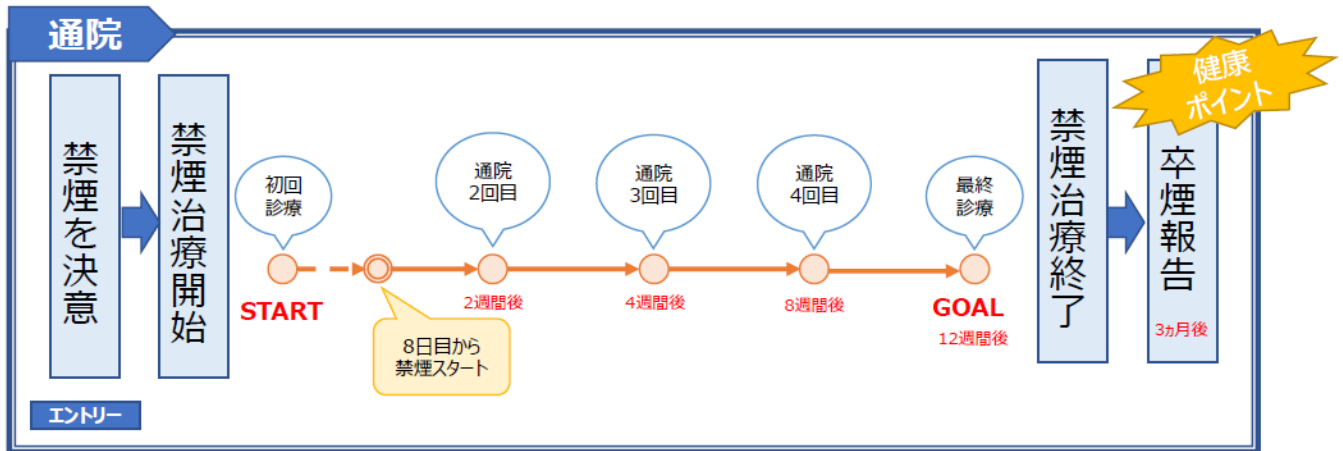 通院
健康
ポイント
禁煙を決意
禁煙治療開始
初回
診療
START
8日目から
禁煙スタート
通院
2回目
2週間後
通院
3回目
4週間後
通院
4回目
8週間後
最終
診療
GOAL
12週間後
禁煙治療終了
卒煙報告
3ヵ月後
エントリー